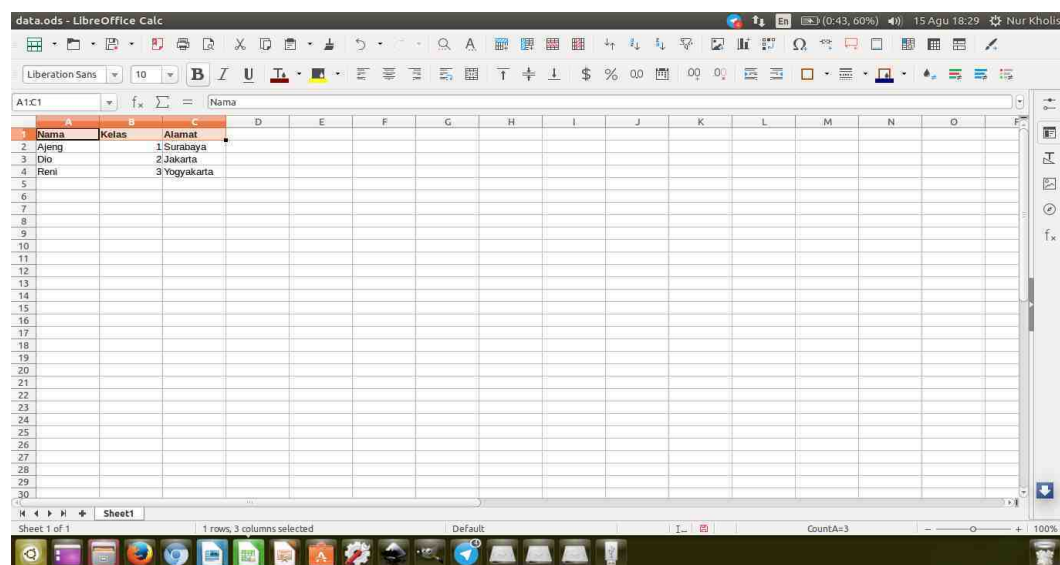 data.ods - LibreOffice Calc
En (0:43, 60%) 15 Agu 18:29 Nur Kholis
Liberation Sans 10 B I U $ % 0.0
A1:C1 fx Σ = Nama
A B C D E F G H I J K L M N O
1 Nama Kelas Alamat
2 Ajeng 1 Surabaya
3 Dio 2 Jakarta
4 Reni 3 Yogyakarta
5
6
7
8
9
10
11
12
13
14
15
16
17
18
19
20
21
22
23
24
25
26
27
28
29
30
Sheet1
Sheet 1 of 1 1 rows, 3 columns selected Default CountA=3 100%